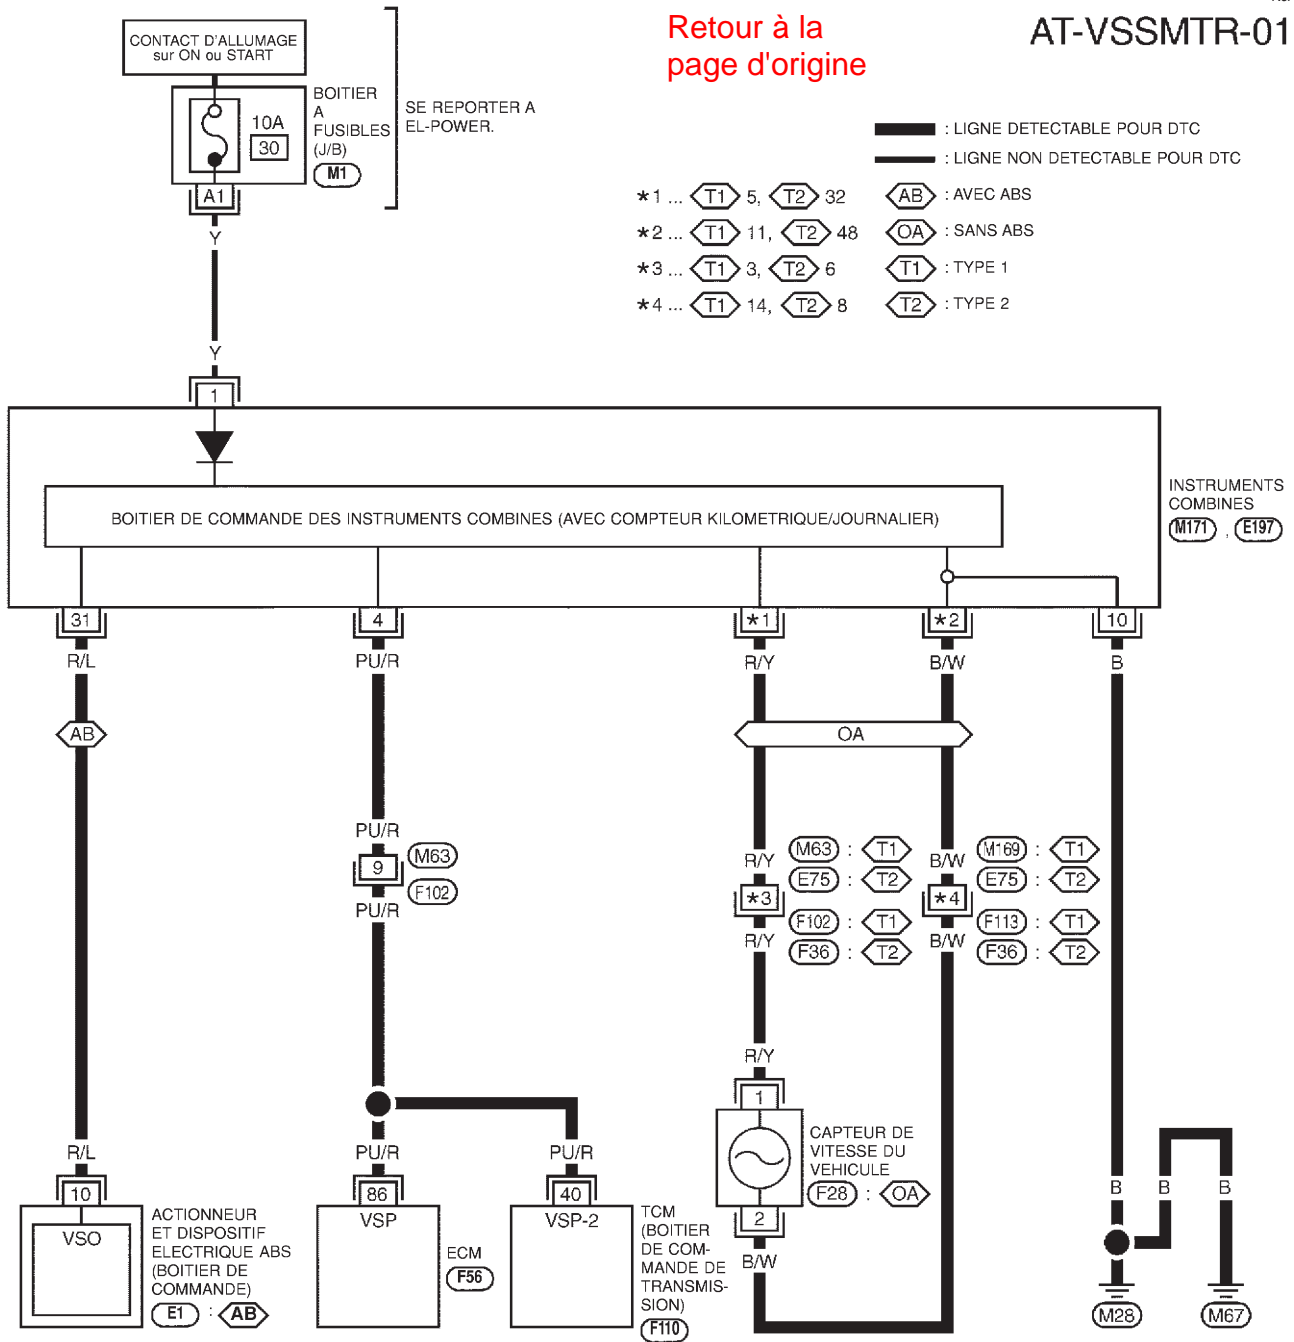 Retour à la
page d'origine
AT-VSSMTR-01
CONTACT D'ALLUMAGE
sur ON ou START
10A
30
BOITIER
A
FUSIBLES
(J/B)
M1
SE REPORTER A
EL-POWER.
A1
Y
Y
1
: LIGNE DETECTABLE POUR DTC
: LIGNE NON DETECTABLE POUR DTC
*1 ... T1 5, T2 32
AB : AVEC ABS
*2 ... T1 11, T2 48
OA : SANS ABS
*3 ... T1 3, T2 6
T1 : TYPE 1
*4 ... T1 14, T2 8
T2 : TYPE 2
BOITIER DE COMMANDE DES INSTRUMENTS COMBINES (AVEC COMPTEUR KILOMETRIQUE/JOURNALIER)
INSTRUMENTS
COMBINES
M171 , E197
31 4 *1 *2 10
R/L PU/R R/Y B/W B
AB
OA
PU/R
9
M63
F102
PU/R
R/Y
*3
R/Y
M63 : T1
E75 : T2
F102 : T1
F36 : T2
B/W
*4
B/W
M169 : T1
E75 : T2
F113 : T1
F36 : T2
R/Y
1
CAPTEUR DE
VITESSE DU
VEHICULE
F28 : OA
2
B/W
R/L
10
VSO
ACTIONNEUR
ET DISPOSITIF
ELECTRIQUE ABS
(BOITIER DE
COMMANDE)
E1 : AB
PU/R
86
VSP
ECM
F56
PU/R
40
VSP-2
TCM
(BOITIER
DE COM-
MANDE DE
TRANSMIS-
SION)
F110
B B B
M28
M67